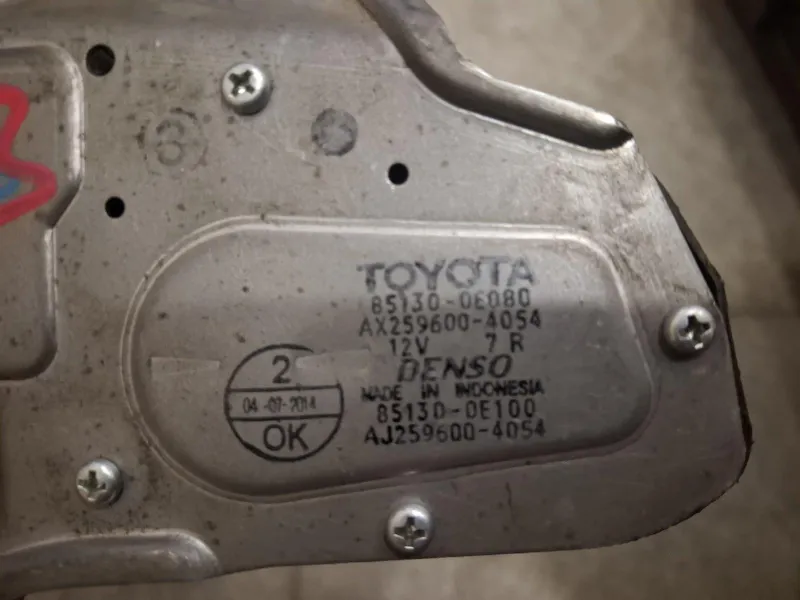 TOYOTA
85130-0E080
AX259600-4054
12V 7 R
DENSO
MADE IN INDONESIA
85130-0E100
AJ259600-4054
2
04 -07- 2014
OK